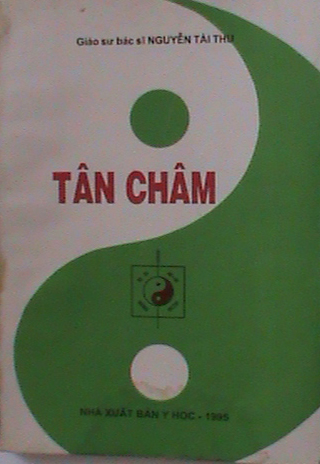 Giáo sư bác sĩ NGUYỄN TÀI THU
TÂN CHÂM
NHÀ XUẤT BẢN Y HỌC - 1995